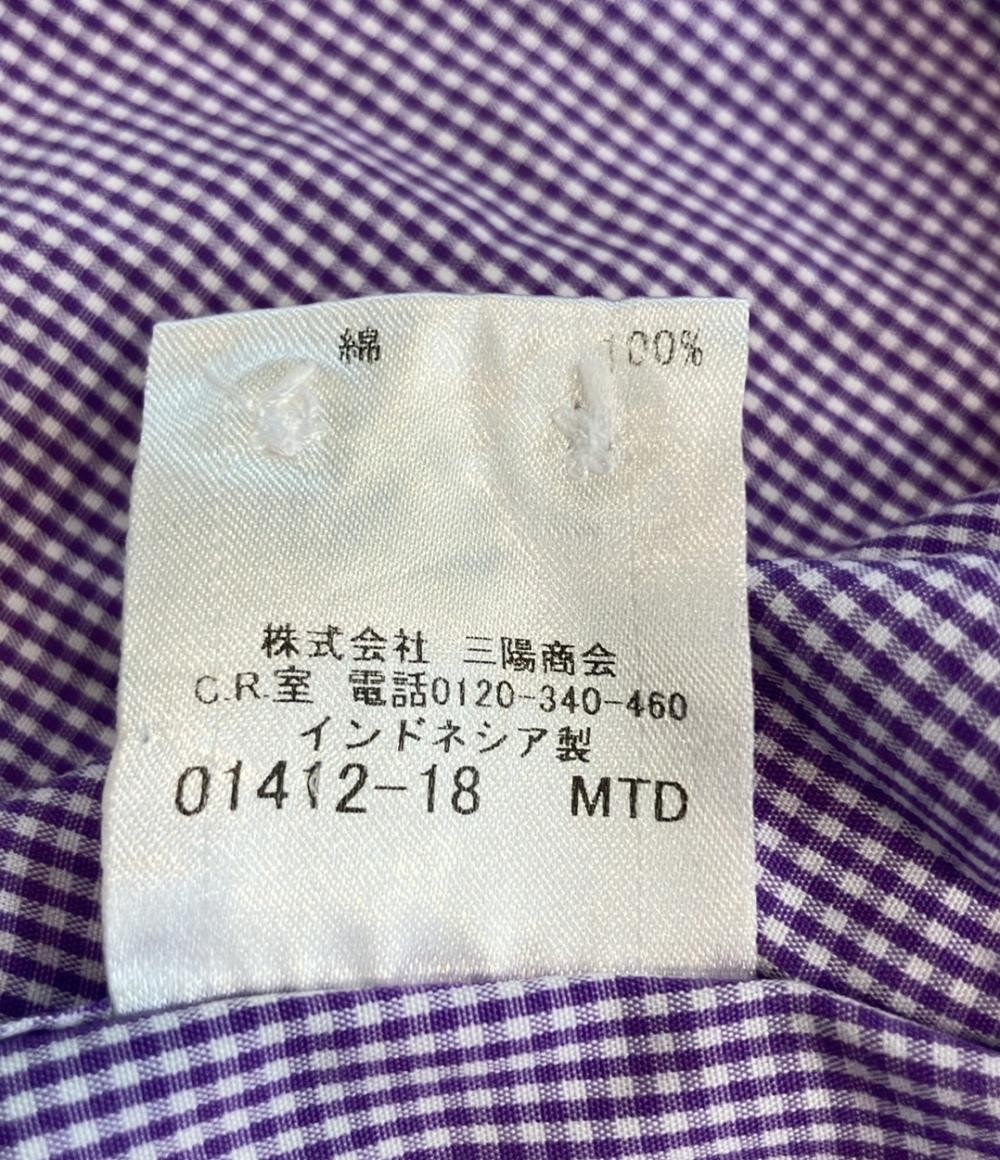 綿 100%
株式会社 三陽商会
C.R.室 電話0120-340-460
インドネシア製
01412-18 MTD